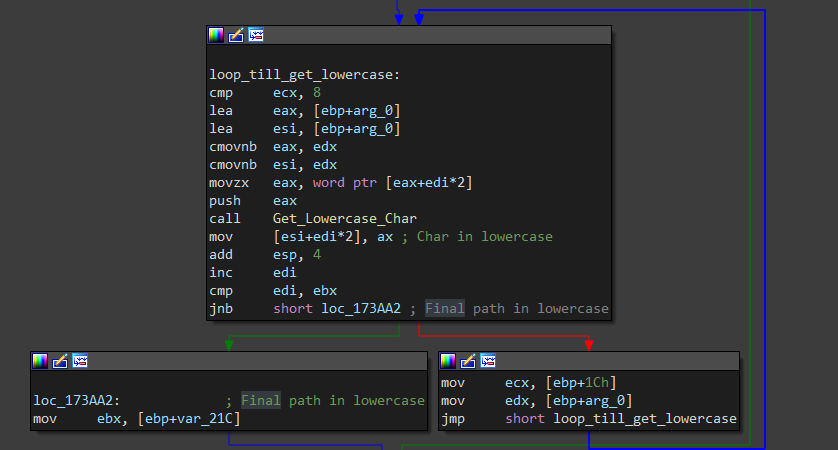 loop_till_get_lowercase:
cmp ecx, 8
lea eax, [ebp+arg_0]
lea esi, [ebp+arg_0]
cmovnb eax, edx
cmovnb esi, edx
movzx eax, word ptr [eax+edi*2]
push eax
call Get_Lowercase_Char
mov [esi+edi*2], ax ; Char in lowercase
add esp, 4
inc edi
cmp edi, ebx
jnb short loc_173AA2 ; Final path in lowercase
loc_173AA2: ; Final path in lowercase
mov ebx, [ebp+var_21C]
mov ecx, [ebp+1Ch]
mov edx, [ebp+arg_0]
jmp short loop_till_get_lowercase